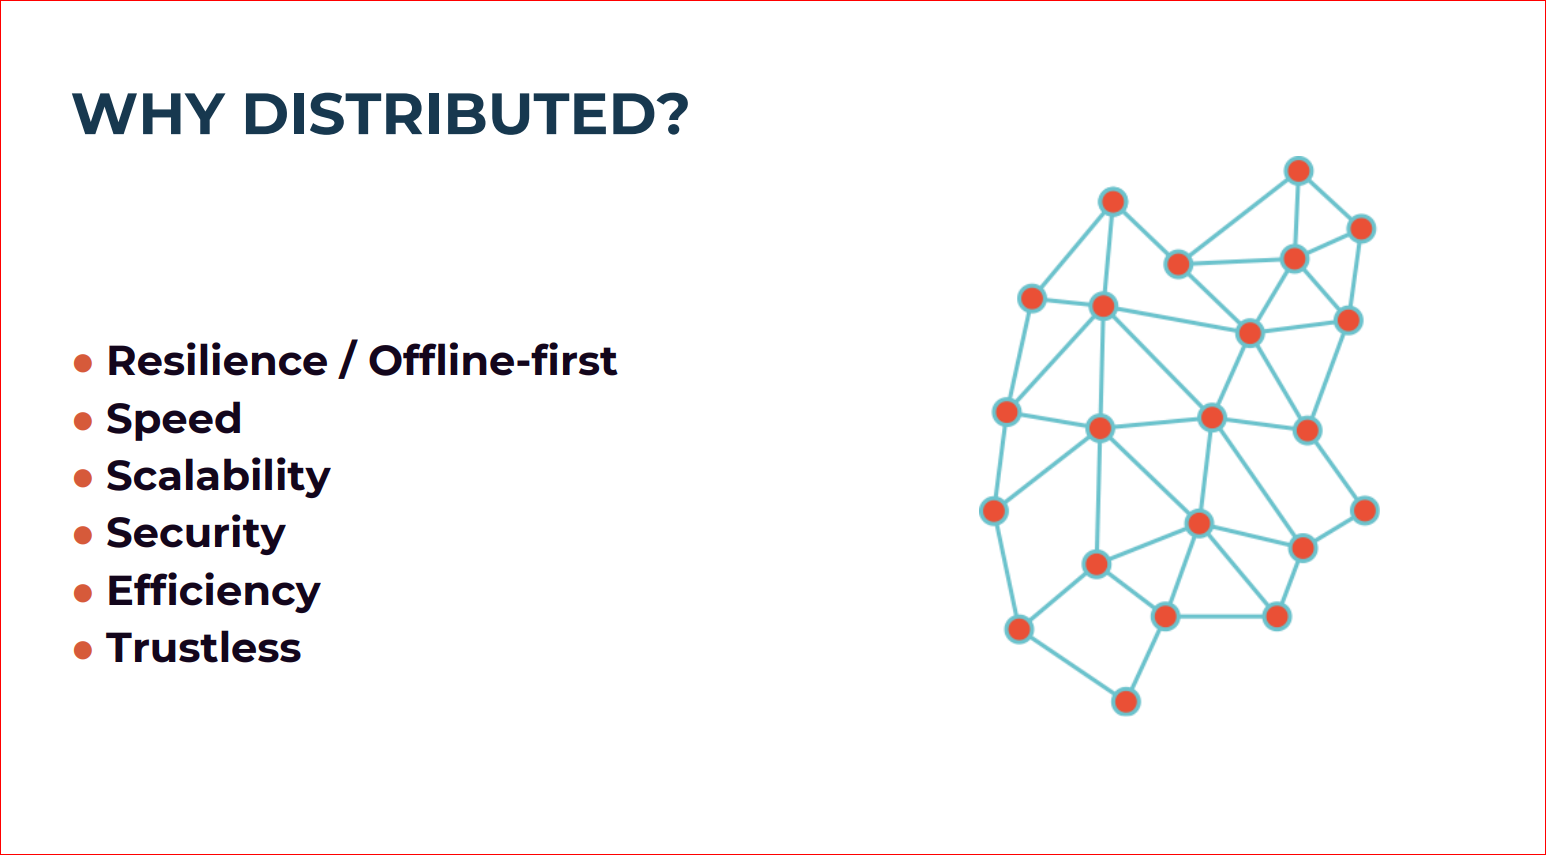 WHY DISTRIBUTED?
● Resilience / Offline-first
● Speed
● Scalability
● Security
● Efficiency
● Trustless